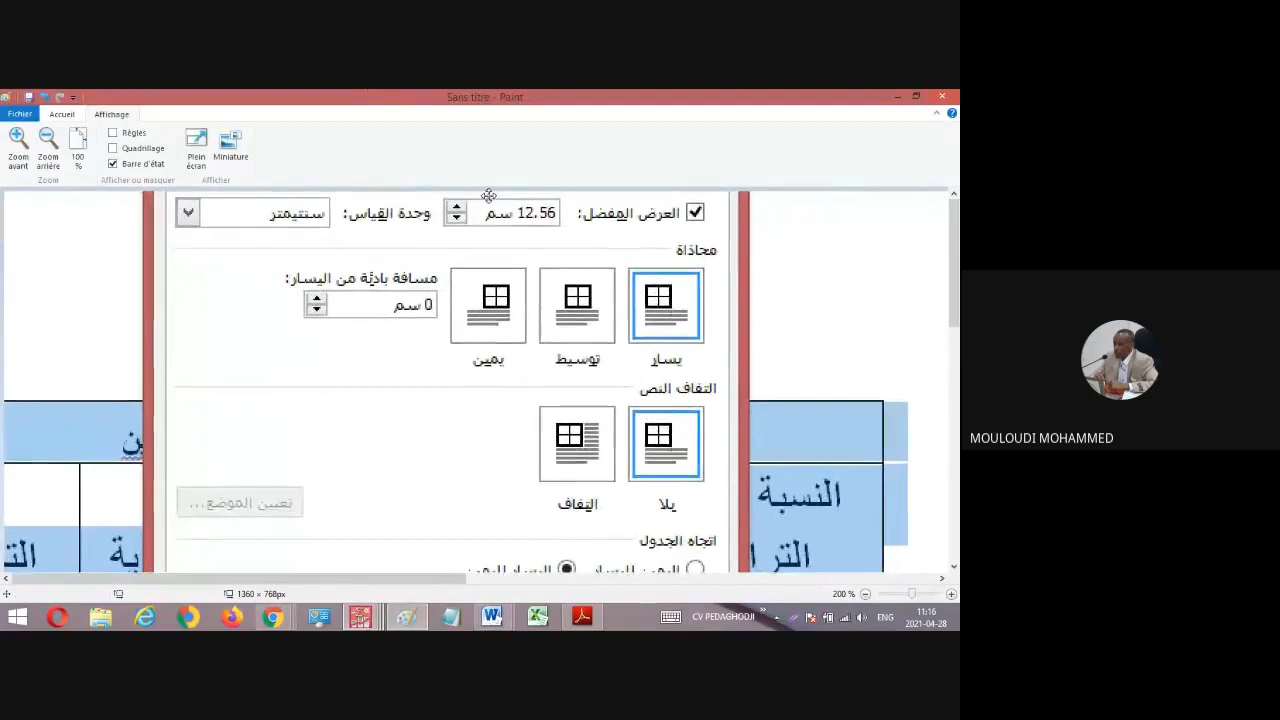 Sans titre - Paint
Fichier
Accueil
Affichage
Zoom avant
Zoom arrière
100 %
Règles
Quadrillage
Barre d'état
Plein écran
Miniature
Zoom
Afficher ou masquer
Afficher
العرض المفضل:
12.56 سم
وحدة القياس:
سنتيمتر
محاذاة
مسافة بادئة من اليسار:
0 سم
يسار
توسيط
يمين
التفاف النص
بلا
التفاف
تعيين الموضع...
اتجاه الجدول
النسبة
MOULOUDI MOHAMMED
1360 × 768px
200 %
CV PEDAGHODJI
ENG
11:16
2021-04-28